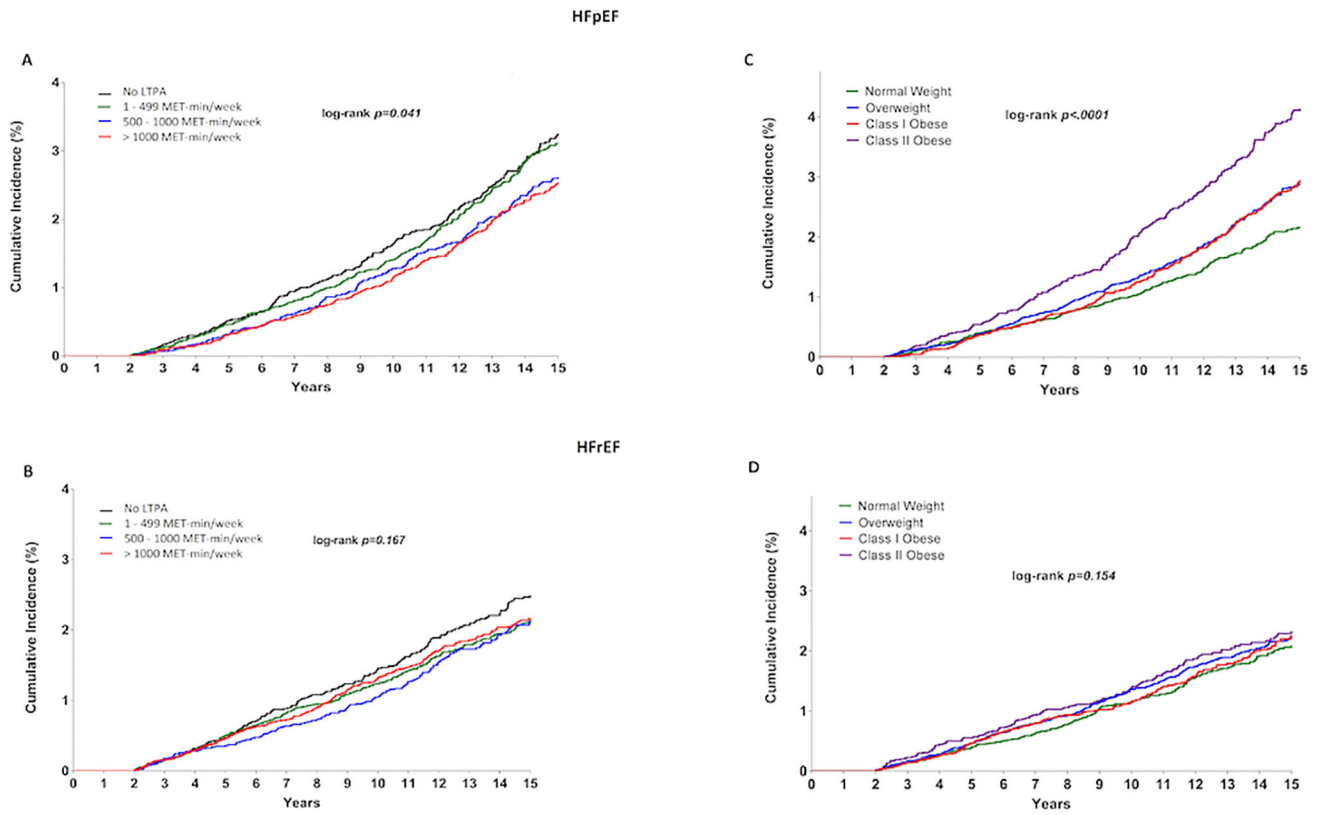 HFpEF
A
No LTPA
1 - 499 MET-min/week
500 - 1000 MET-min/week
> 1000 MET-min/week
log-rank p=0.041
Cumulative Incidence (%)
4
3
2
1
0
0 1 2 3 4 5 6 7 8 9 10 11 12 13 14 15
Years
C
Normal Weight
Overweight
Class I Obese
Class II Obese
log-rank p<.0001
Cumulative Incidence (%)
4
3
2
1
0
0 1 2 3 4 5 6 7 8 9 10 11 12 13 14 15
Years
HFrEF
B
No LTPA
1 - 499 MET-min/week
500 - 1000 MET-min/week
> 1000 MET-min/week
log-rank p=0.167
Cumulative Incidence (%)
4
3
2
1
0
0 1 2 3 4 5 6 7 8 9 10 11 12 13 14 15
Years
D
Normal Weight
Overweight
Class I Obese
Class II Obese
log-rank p=0.154
Cumulative Incidence (%)
4
3
2
1
0
0 1 2 3 4 5 6 7 8 9 10 11 12 13 14 15
Years